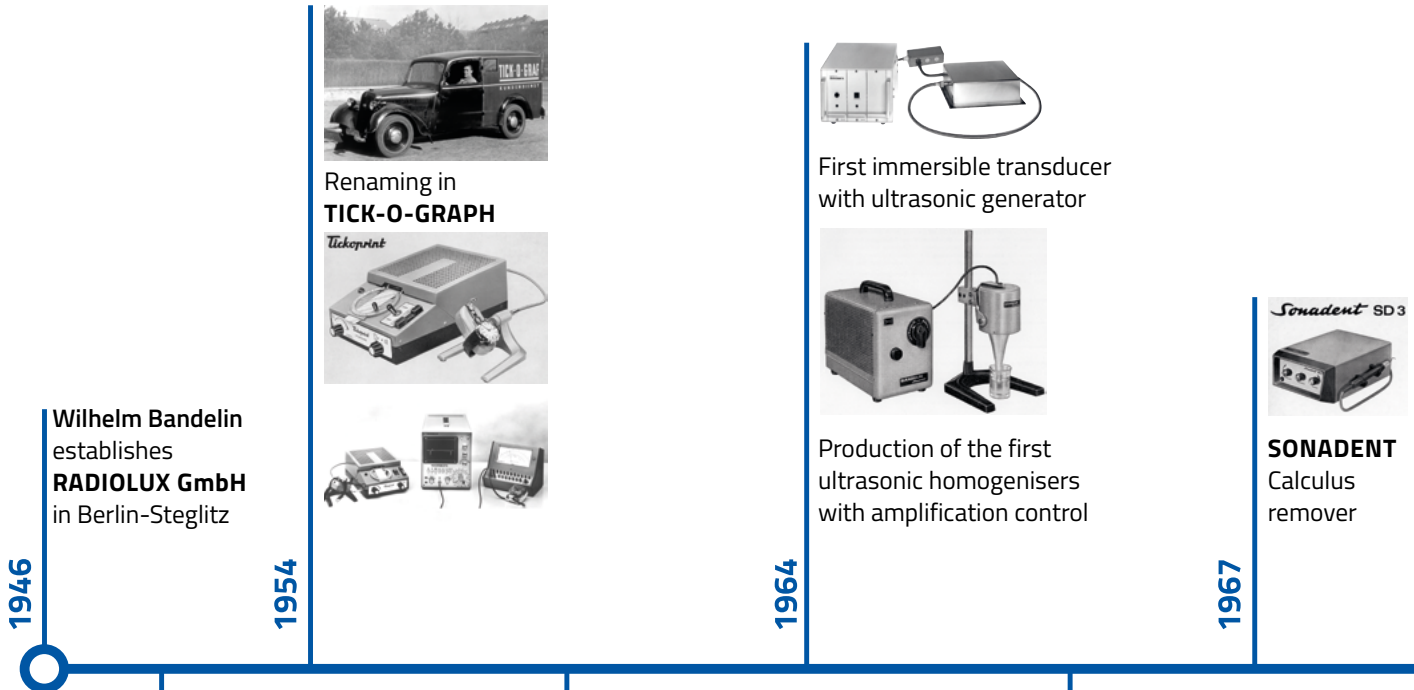 1946
Wilhelm Bandelin
establishes
RADIOLUX GmbH
in Berlin-Steglitz
1954
TICK-O-GRAF
KUNDENDIENST
Renaming in
TICK-O-GRAPH
Tickoprint
1964
First immersible transducer
with ultrasonic generator
Production of the first
ultrasonic homogenisers
with amplification control
1967
Sonadent SD 3
SONADENT
Calculus
remover